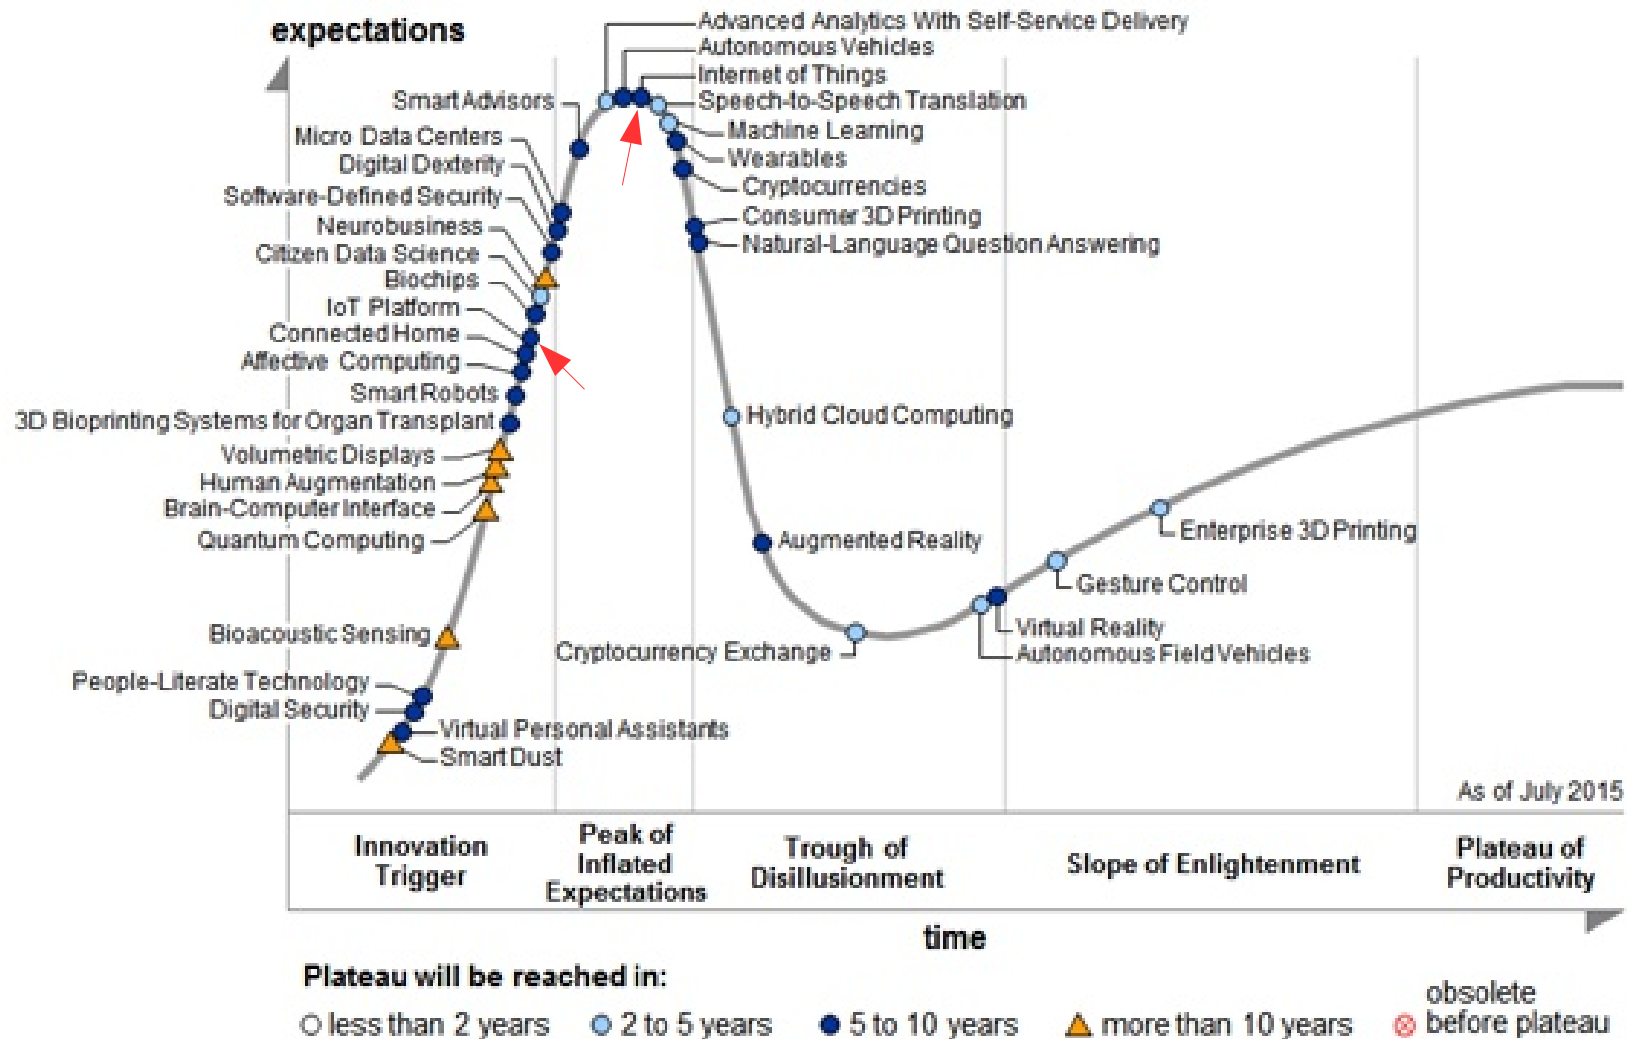 expectations
Advanced Analytics With Self-Service Delivery
Autonomous Vehicles
Internet of Things
Speech-to-Speech Translation
Machine Learning
Wearables
Cryptocurrencies
Consumer 3D Printing
Natural-Language Question Answering
Smart Advisors
Micro Data Centers
Digital Dexterity
Software-Defined Security
Neurobusiness
Citizen Data Science
Biochips
IoT Platform
Connected Home
Affective Computing
Smart Robots
3D Bioprinting Systems for Organ Transplant
Volumetric Displays
Human Augmentation
Brain-Computer Interface
Quantum Computing
Bioacoustic Sensing
People-Literate Technology
Digital Security
Virtual Personal Assistants
Smart Dust
Hybrid Cloud Computing
Augmented Reality
Cryptocurrency Exchange
Enterprise 3D Printing
Gesture Control
Virtual Reality
Autonomous Field Vehicles
As of July 2015
Innovation
Trigger
Peak of
Inflated
Expectations
Trough of
Disillusionment
Slope of Enlightenment
Plateau of
Productivity
time
Plateau will be reached in:
less than 2 years
2 to 5 years
5 to 10 years
more than 10 years
obsolete
before plateau